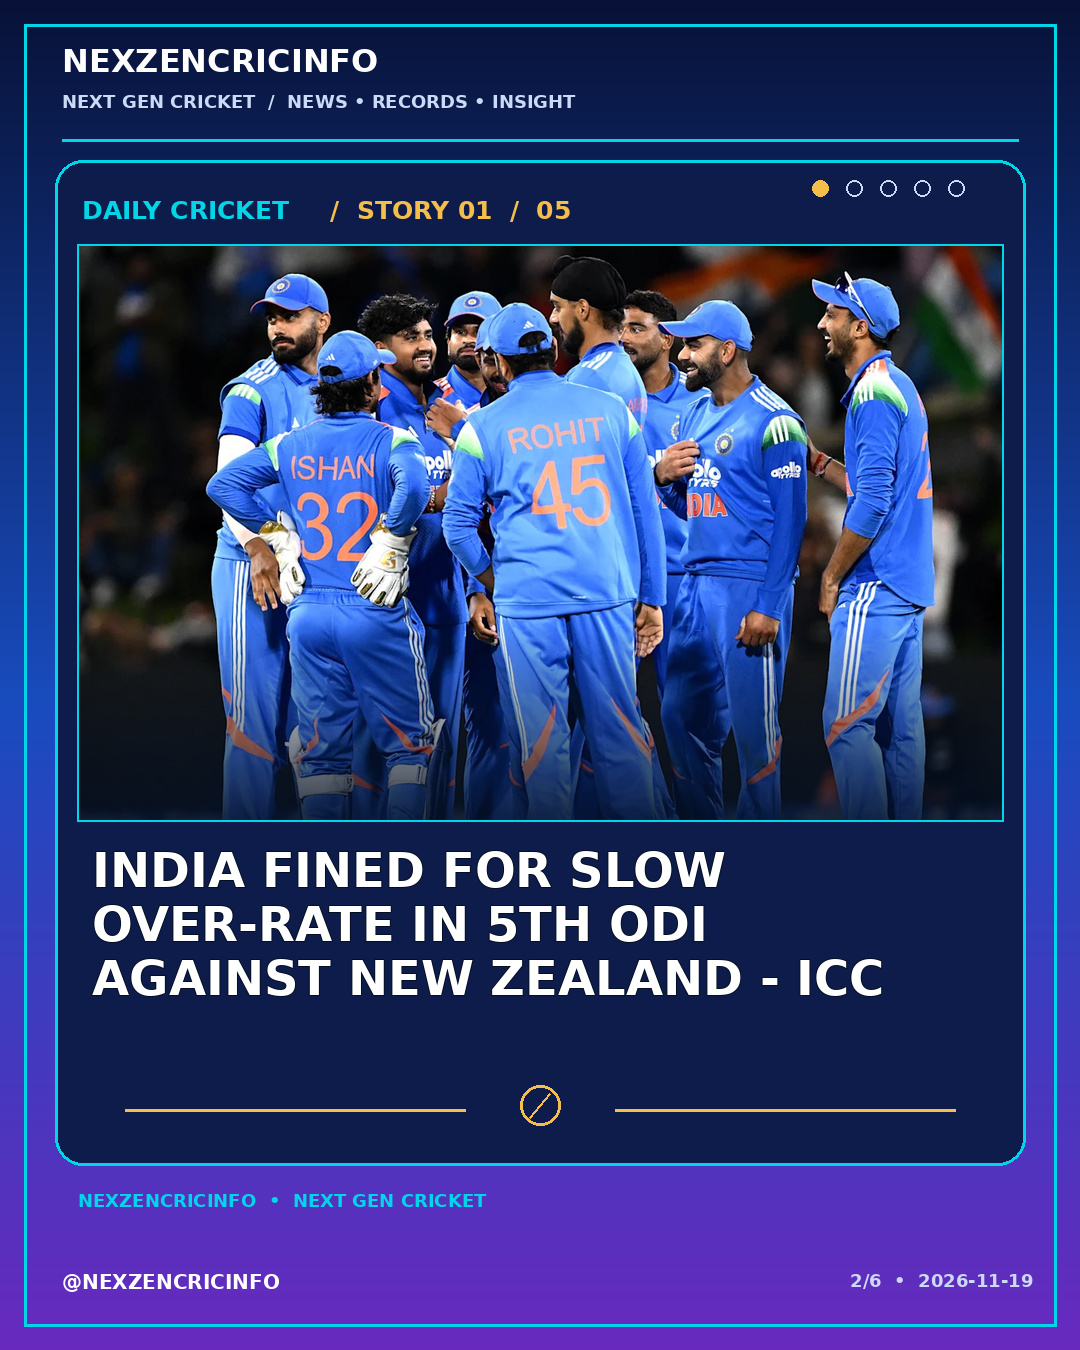 NEXZENCRICINFO
NEXT GEN CRICKET / NEWS • RECORDS • INSIGHT
DAILY CRICKET / STORY 01 / 05
ISHAN
32
ROHIT
45
apollo
TYRES
INDIA FINED FOR SLOW
OVER-RATE IN 5TH ODI
AGAINST NEW ZEALAND - ICC
NEXZENCRICINFO • NEXT GEN CRICKET
@NEXZENCRICINFO
2/6 • 2026-11-19